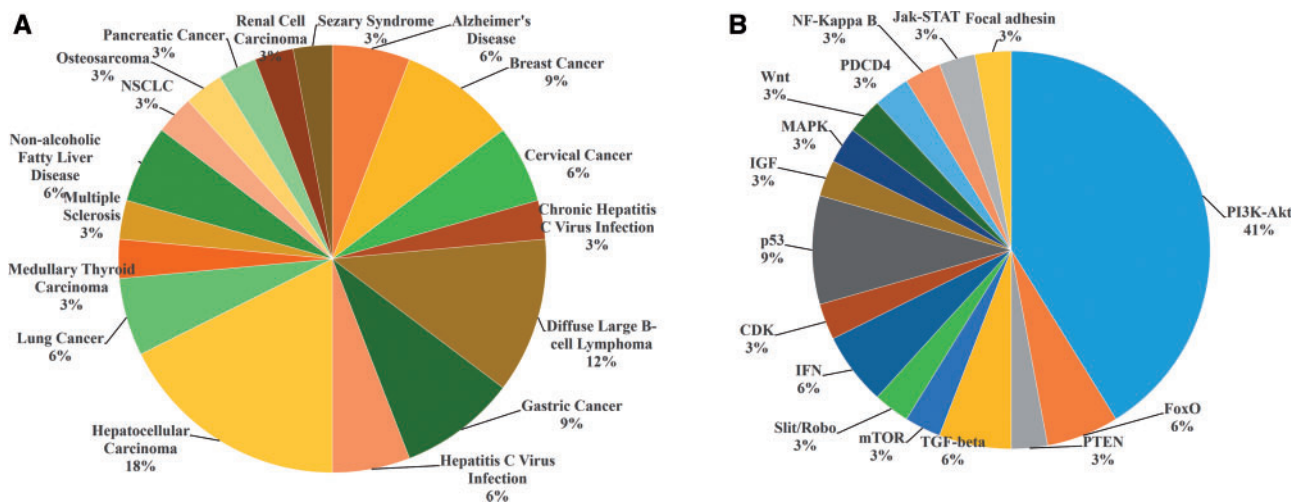 A
Sezary Syndrome
3%
Alzheimer's
Disease
6%
Breast Cancer
9%
Cervical Cancer
6%
Chronic Hepatitis
C Virus Infection
3%
Diffuse Large B-
cell Lymphoma
12%
Gastric Cancer
9%
Hepatitis C Virus
Infection
6%
Hepatocellular
Carcinoma
18%
Lung Cancer
6%
Medullary Thyroid
Carcinoma
3%
Multiple
Sclerosis
3%
Non-alcoholic
Fatty Liver
Disease
6%
NSCLC
3%
Osteosarcoma
3%
Pancreatic Cancer
3%
Renal Cell
Carcinoma
3%
B
PI3K-Akt
41%
FoxO
6%
PTEN
3%
TGF-beta
6%
mTOR
3%
Slit/Robo
3%
IFN
6%
CDK
3%
p53
9%
IGF
3%
MAPK
3%
Wnt
3%
PDCD4
3%
NF-Kappa B
3%
Jak-STAT
3%
Focal adhesin
3%